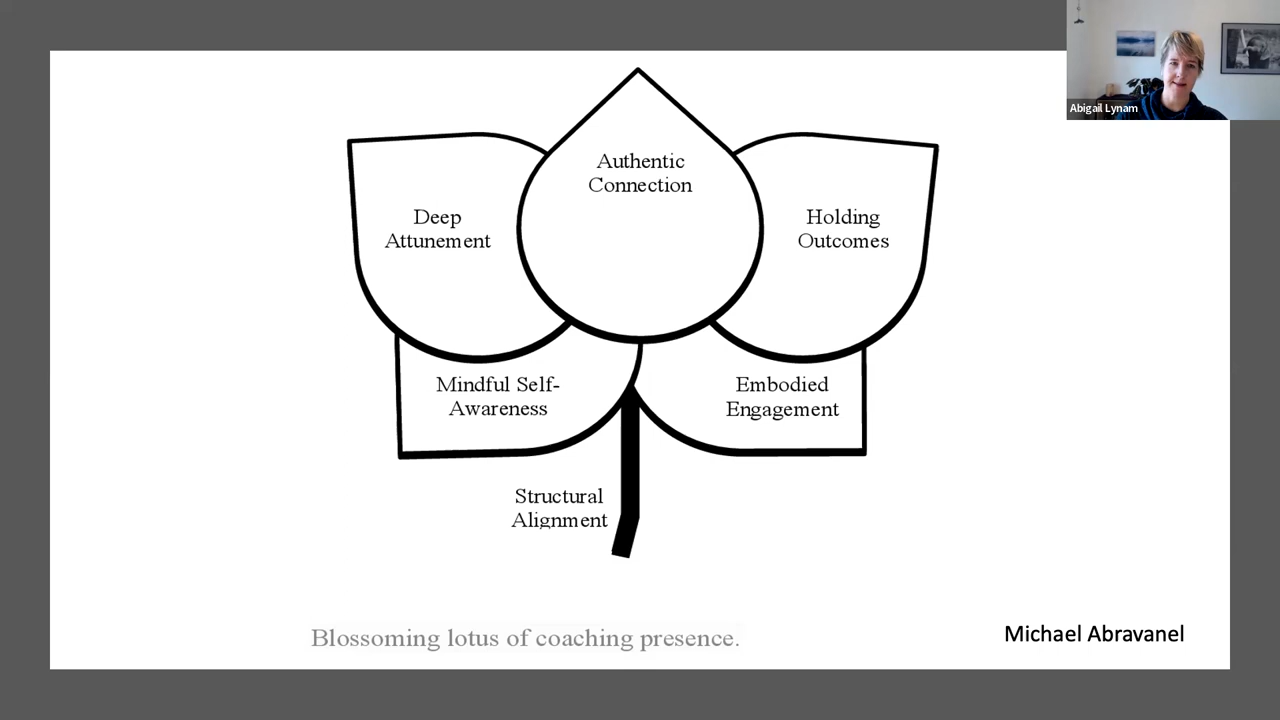 Abigail Lynam
Authentic
Connection
Deep
Attunement
Holding
Outcomes
Mindful Self-
Awareness
Embodied
Engagement
Structural
Alignment
Blossoming lotus of coaching presence.
Michael Abravanel